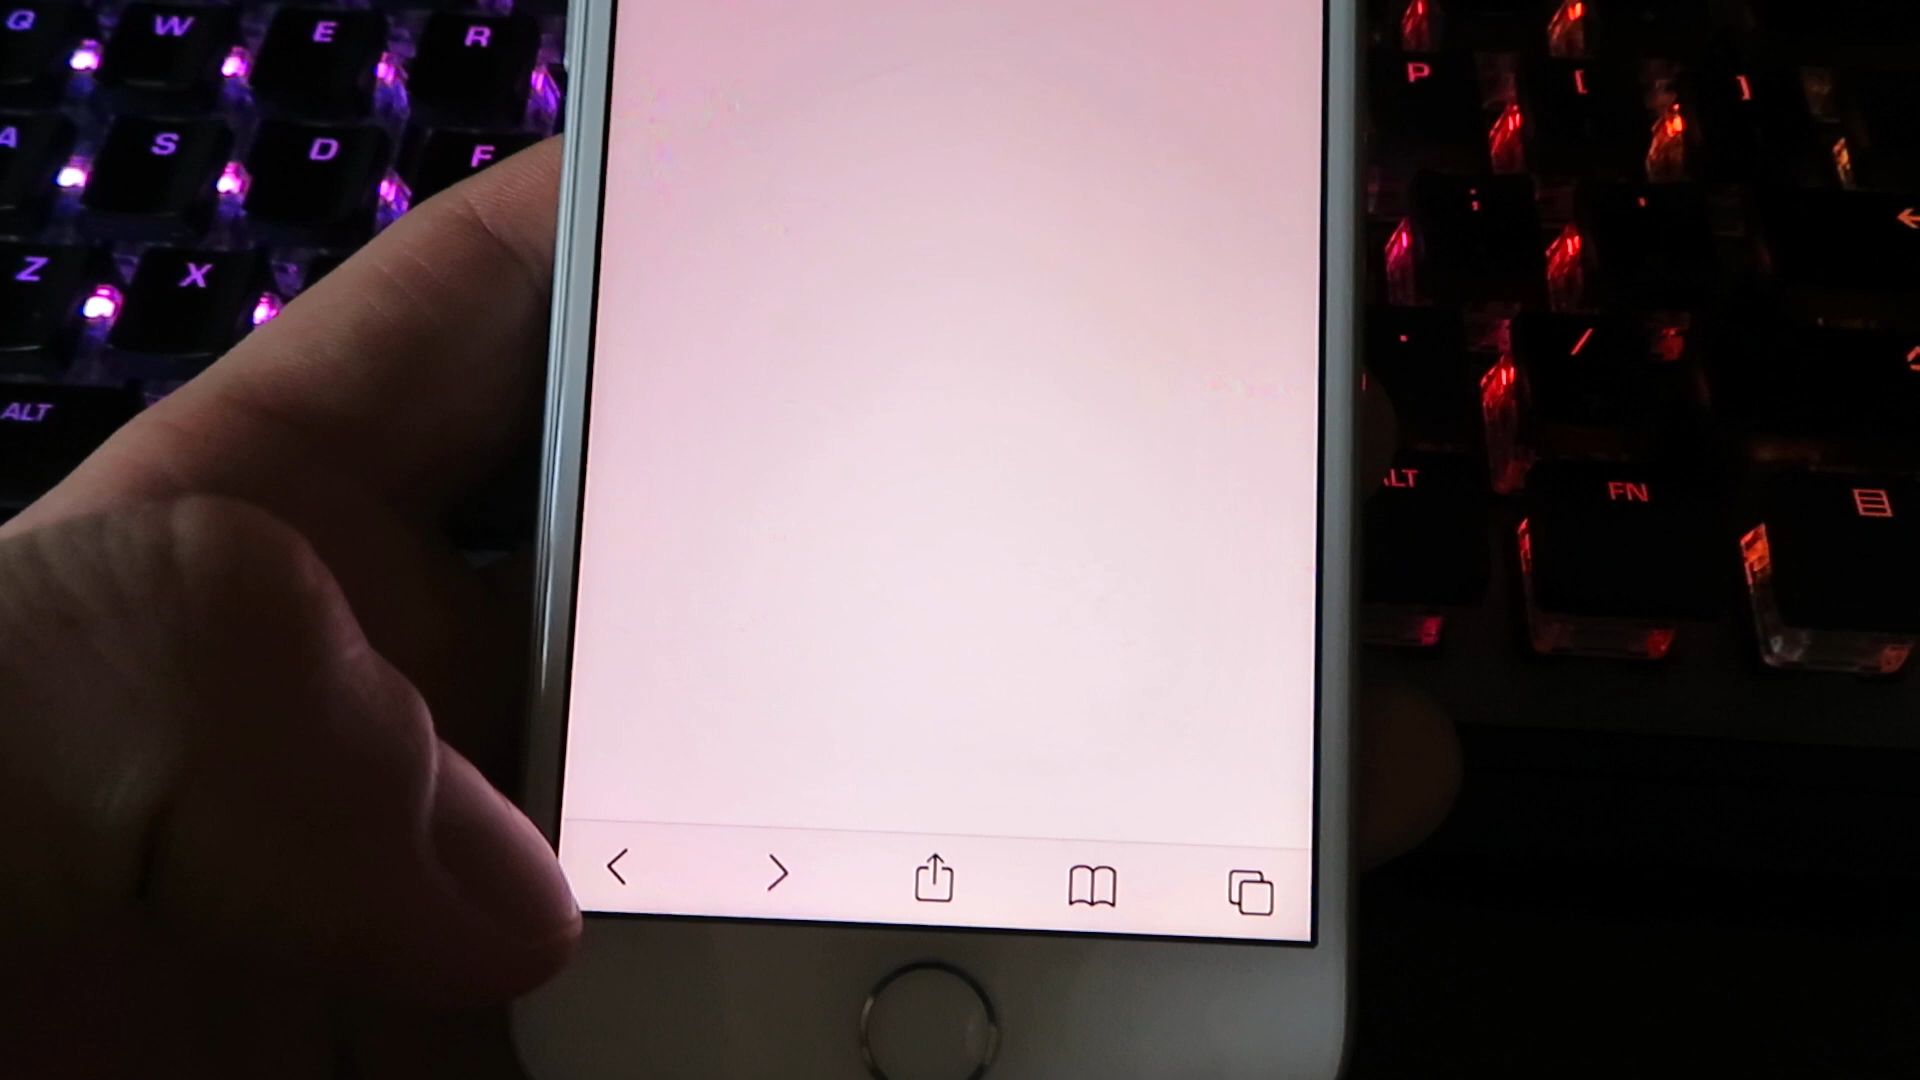 Q W E R
P [ ]
A S D F
; '
Z X
. /
ALT
LT FN